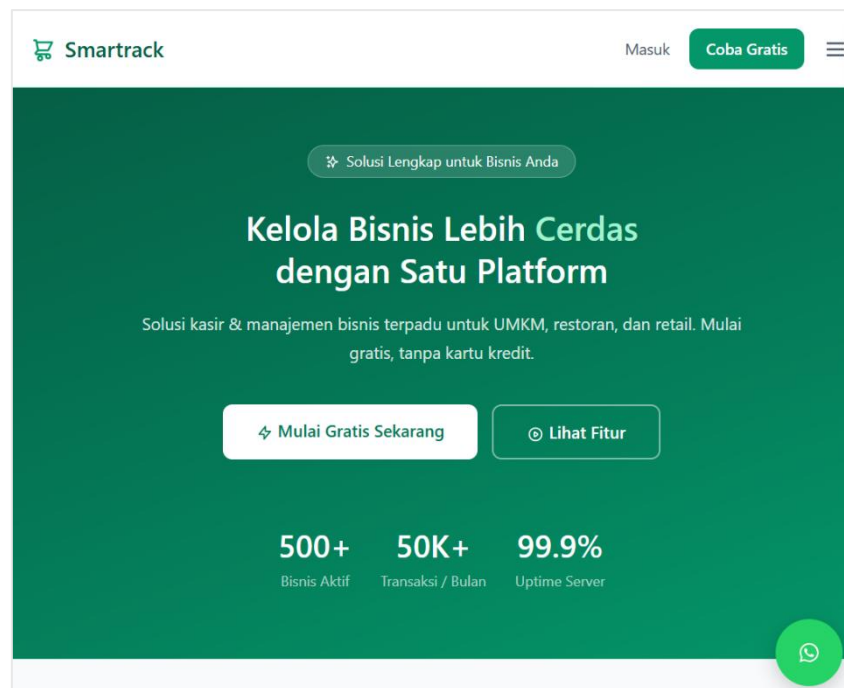 Smartrack
Masuk
Coba Gratis
Solusi Lengkap untuk Bisnis Anda
Kelola Bisnis Lebih Cerdas
dengan Satu Platform
Solusi kasir & manajemen bisnis terpadu untuk UMKM, restoran, dan retail. Mulai
gratis, tanpa kartu kredit.
Mulai Gratis Sekarang
Lihat Fitur
500+ 50K+ 99.9%
Bisnis Aktif Transaksi / Bulan Uptime Server